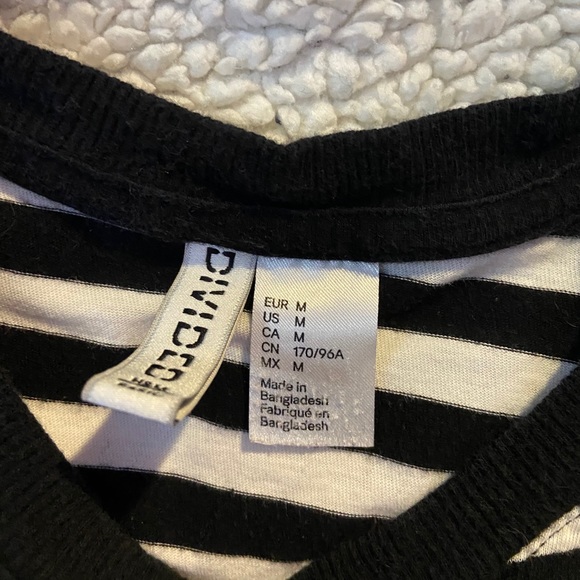 DIVIDED
H&M
EUR M
US M
CA M
CN 170/96A
MX M
Made in
Bangladesh
Fabriqué en
Bangladesh